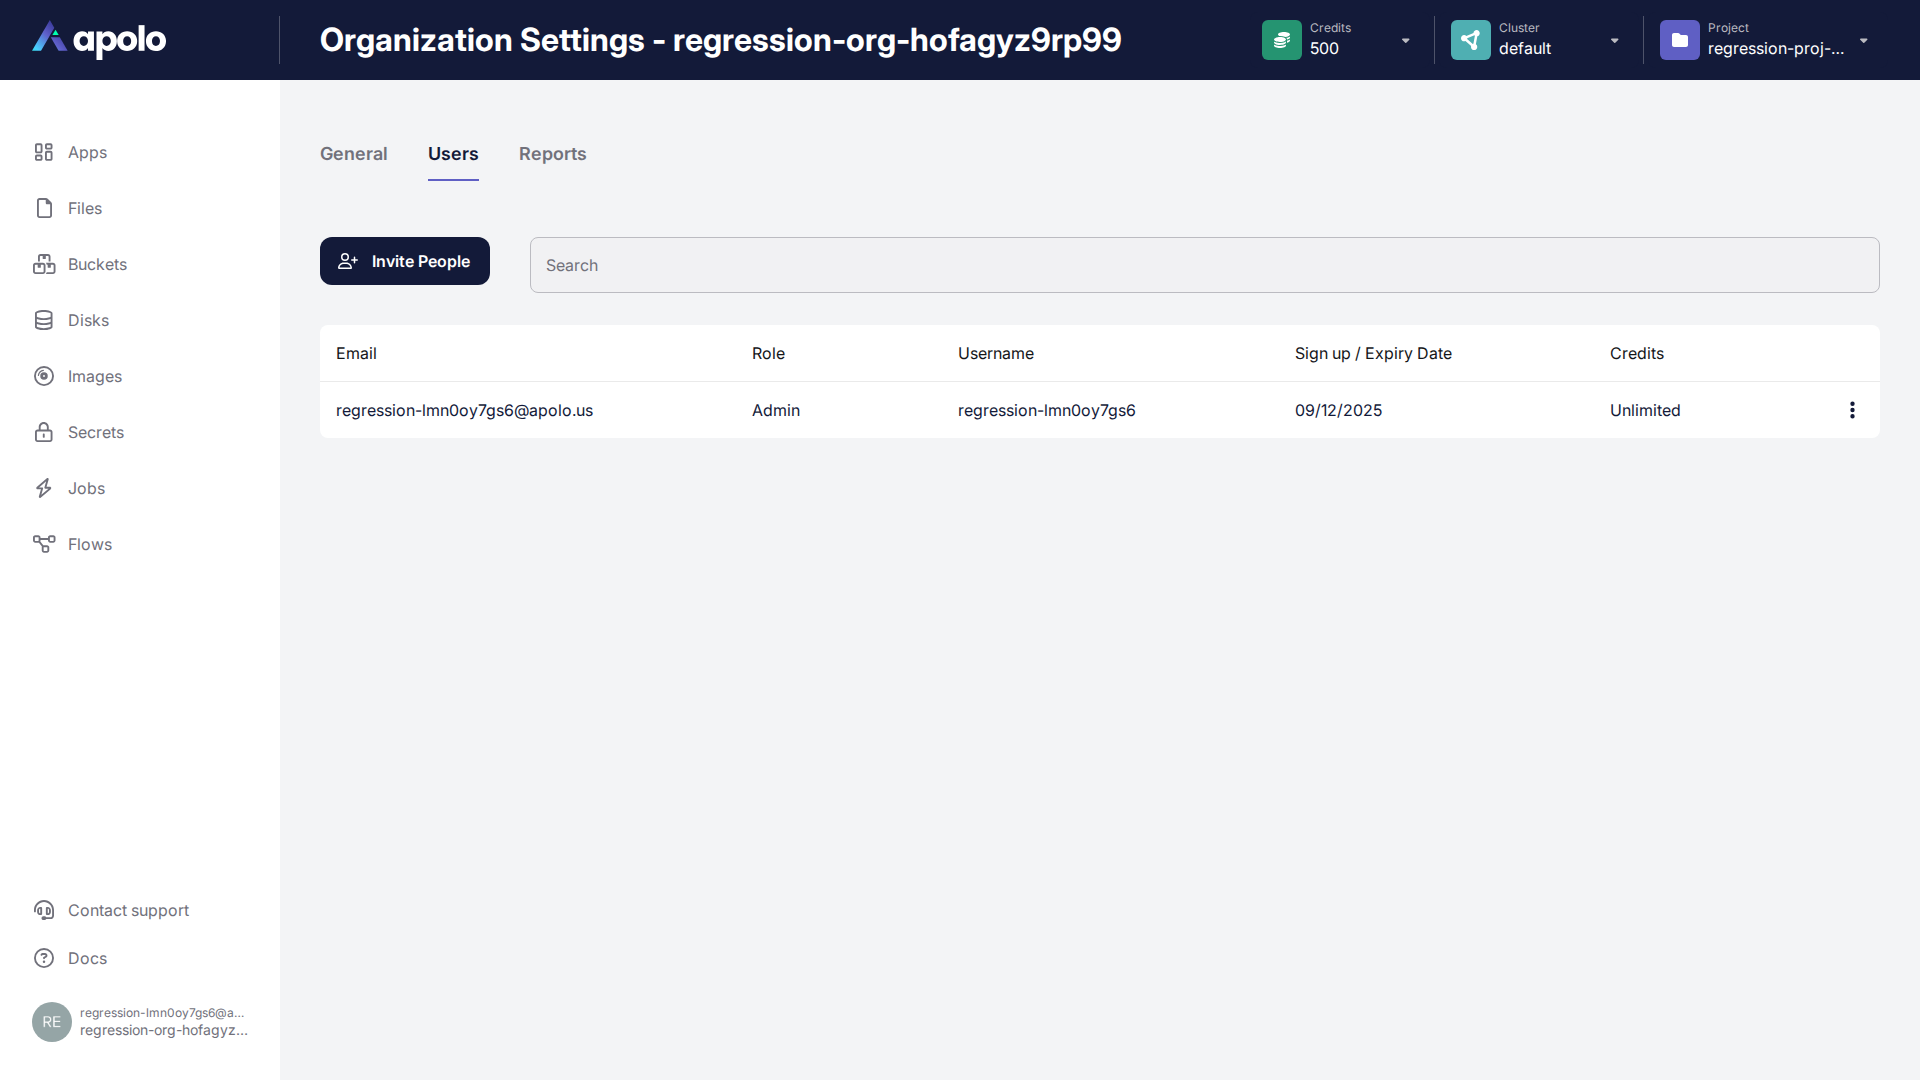 apolo
Organization Settings - regression-org-hofagyz9rp99
Credits
500
Cluster
default
Project
regression-proj-...
Apps
Files
Buckets
Disks
Images
Secrets
Jobs
Flows
Contact support
Docs
RE
regression-lmn0oy7gs6@a...
regression-org-hofagyz...
General Users Reports
Invite People
Search
Email Role Username Sign up / Expiry Date Credits
regression-lmn0oy7gs6@apolo.us Admin regression-lmn0oy7gs6 09/12/2025 Unlimited